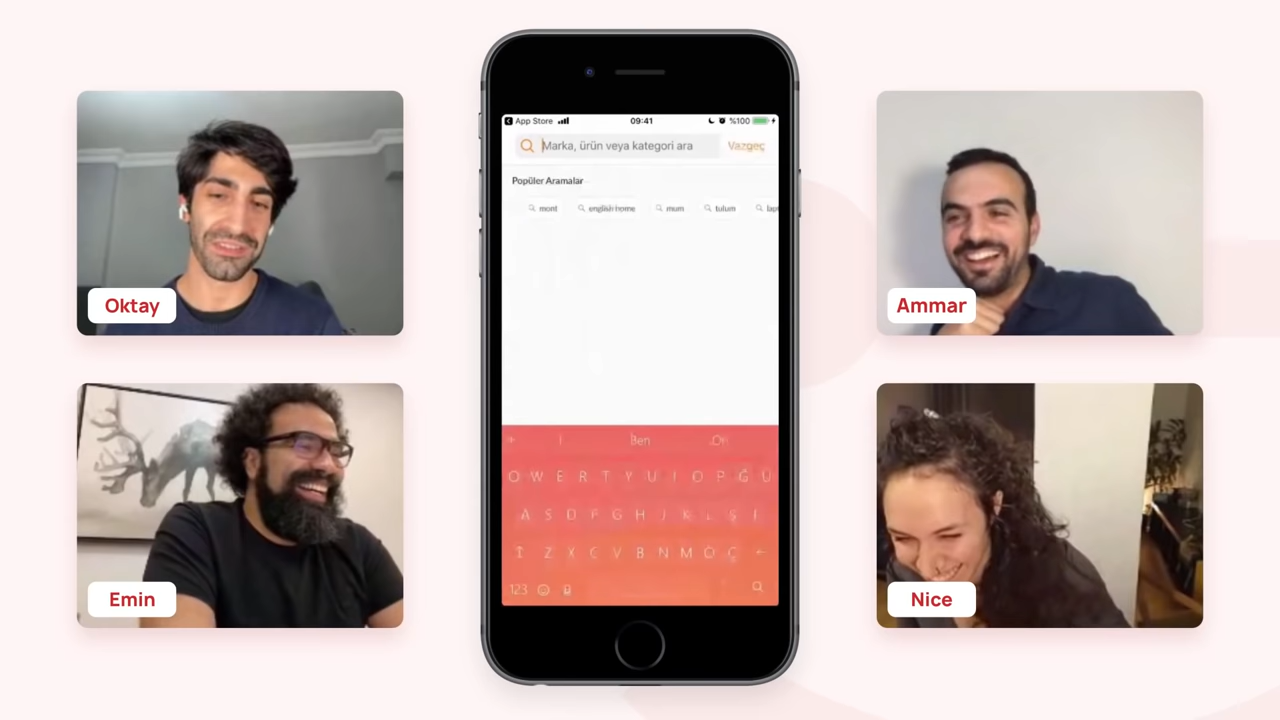 Oktay
Emin
App Store 09:41 %100
Marka, ürün veya kategori ara Vazgeç
Popüler Aramalar
mont english home mum tulum
+ I Ben On
Q W E R T Y U I O P Ğ Ü
A S D F G H J K L Ş İ
Z X C V B N M Ö Ç
123
Ammar
Nice